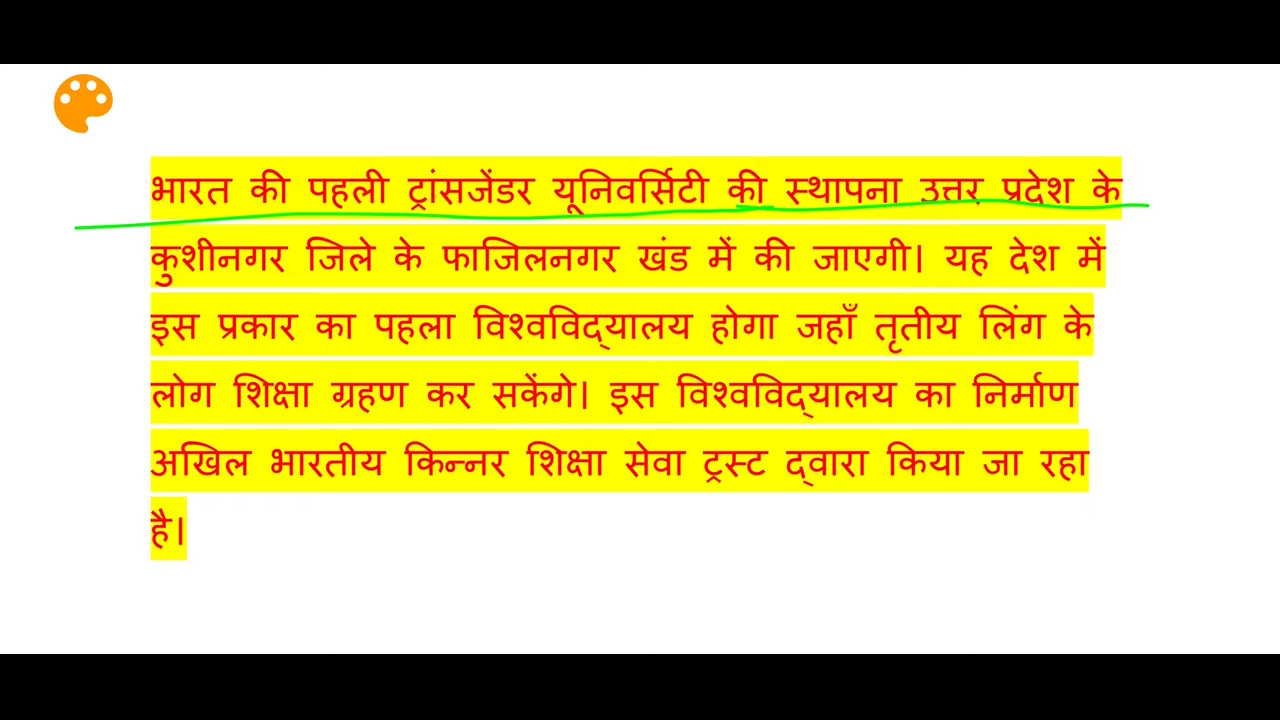 भारत की पहली ट्रांसजेंडर यूनिवर्सिटी की स्थापना उत्तर प्रदेश के
कुशीनगर जिले के फाजिलनगर खंड में की जाएगी। यह देश में
इस प्रकार का पहला विश्वविद्यालय होगा जहाँ तृतीय लिंग के
लोग शिक्षा ग्रहण कर सकेंगे। इस विश्वविद्यालय का निर्माण
अखिल भारतीय किन्नर शिक्षा सेवा ट्रस्ट द्वारा किया जा रहा
है।